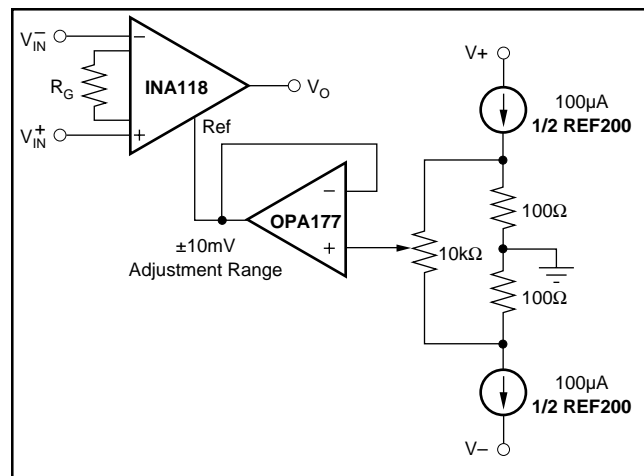 V⁻IN
RG
V⁺IN
−
+
INA118
VO
Ref
−
+
OPA177
±10mV
Adjustment Range
10kΩ
V+
100µA
1/2 REF200
100Ω
100Ω
100µA
1/2 REF200
V−